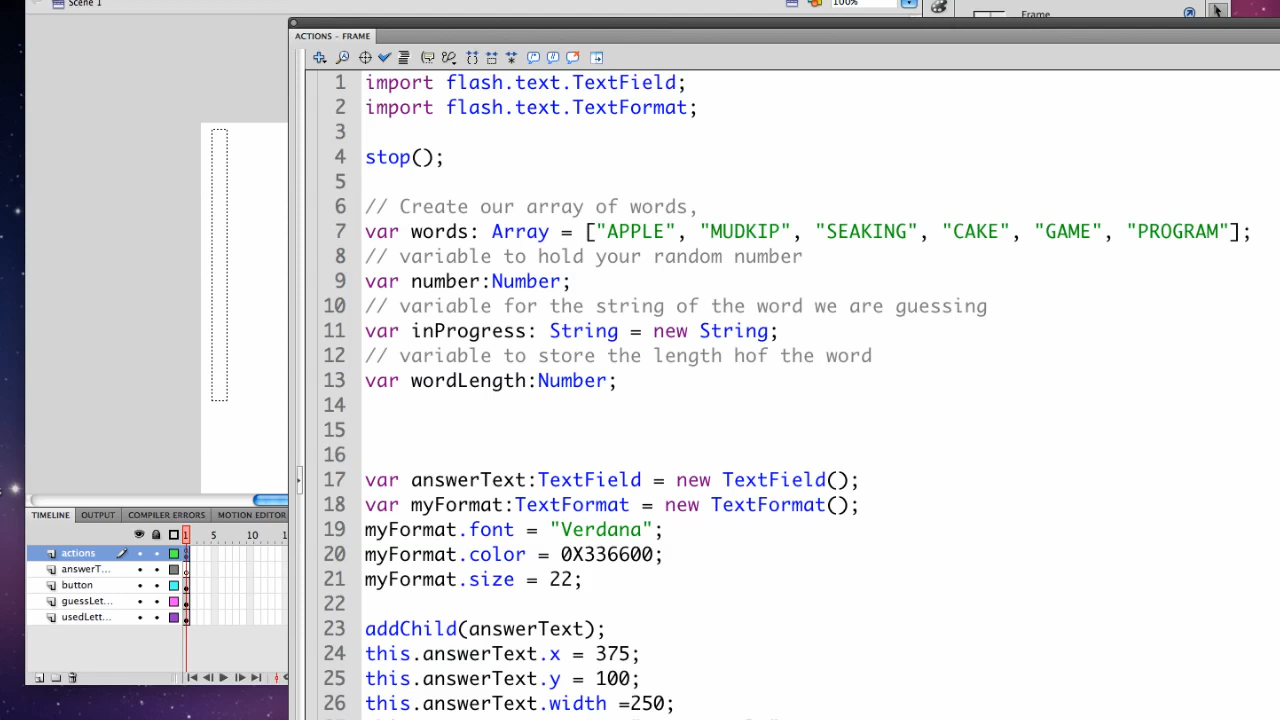 Scene 1
100%
Frame
ACTIONS - FRAME
1 import flash.text.TextField;
2 import flash.text.TextFormat;
3
4 stop();
5
6 // Create our array of words,
7 var words: Array = ["APPLE", "MUDKIP", "SEAKING", "CAKE", "GAME", "PROGRAM"];
8 // variable to hold your random number
9 var number:Number;
10 // variable for the string of the word we are guessing
11 var inProgress: String = new String;
12 // variable to store the length hof the word
13 var wordLength:Number;
14
15
16
17 var answerText:TextField = new TextField();
18 var myFormat:TextFormat = new TextFormat();
19 myFormat.font = "Verdana";
20 myFormat.color = 0X336600;
21 myFormat.size = 22;
22
23 addChild(answerText);
24 this.answerText.x = 375;
25 this.answerText.y = 100;
26 this.answerText.width =250;
TIMELINE OUTPUT COMPILER ERRORS MOTION EDITOR
1 5 10
actions
answerT...
button
guessLet...
usedLett...